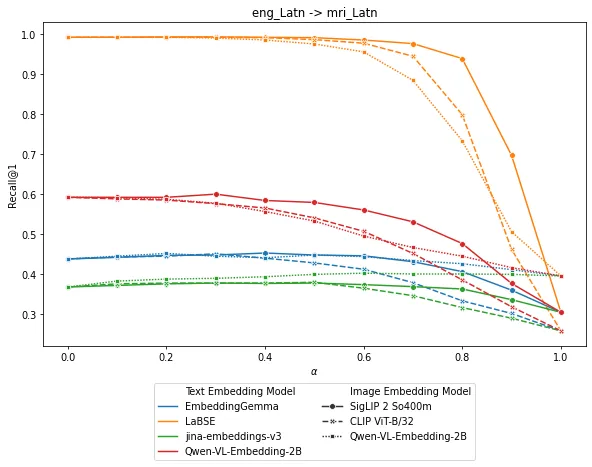 eng_Latn -> mri_Latn
1.0
0.9
0.8
0.7
0.6
0.5
0.4
0.3
Recall@1
0.0 0.2 0.4 0.6 0.8 1.0
α
Text Embedding Model Image Embedding Model
EmbeddingGemma SigLIP 2 So400m
LaBSE CLIP ViT-B/32
jina-embeddings-v3 Qwen-VL-Embedding-2B
Qwen-VL-Embedding-2B